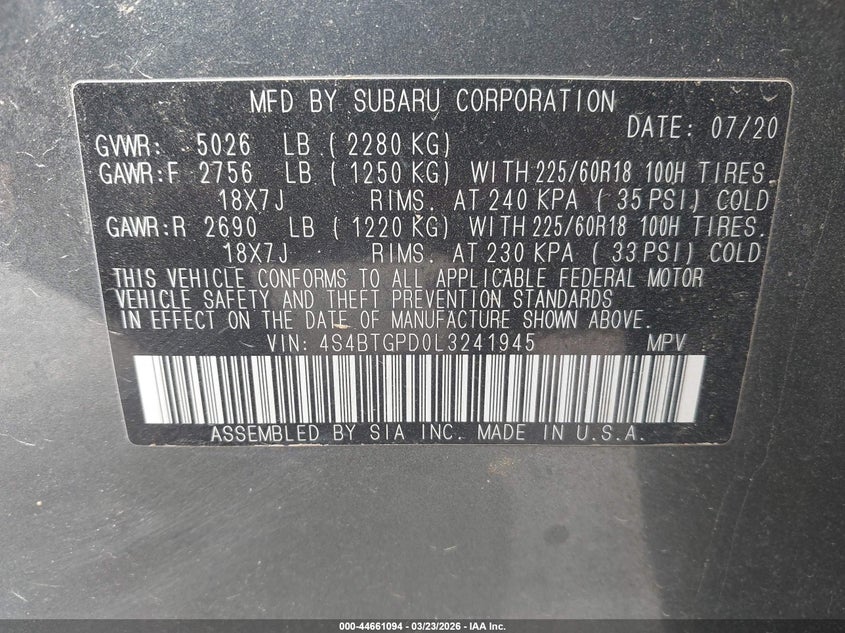 MFD BY SUBARU CORPORATION
DATE: 07/20
GVWR: 5026 LB ( 2280 KG)
GAWR:F 2756 LB ( 1250 KG) WITH 225/60R18 100H TIRES.
18X7J RIMS. AT 240 KPA ( 35 PSI) COLD
GAWR:R 2690 LB ( 1220 KG) WITH 225/60R18 100H TIRES.
18X7J RIMS. AT 230 KPA ( 33 PSI) COLD
THIS VEHICLE CONFORMS TO ALL APPLICABLE FEDERAL MOTOR
VEHICLE SAFETY AND THEFT PREVENTION STANDARDS
IN EFFECT ON THE DATE OF MANUFACTURE SHOWN ABOVE.
VIN: 4S4BTGPD0L3241945 MPV
ASSEMBLED BY SIA INC. MADE IN U.S.A.
000-44661094 — 03/23/2026 — IAA Inc.